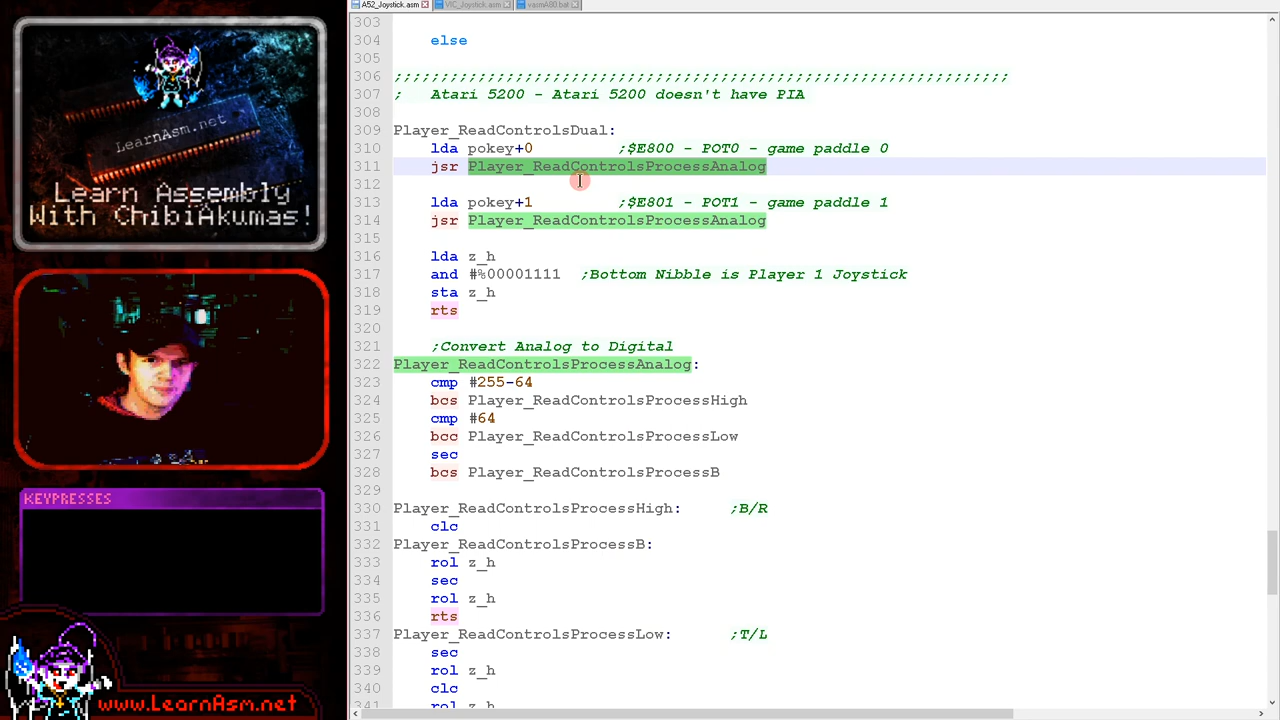 A52_Joystick.asm VIC_Joystick.asm vasmA80.bat
303
304 else
305
306 ;;;;;;;;;;;;;;;;;;;;;;;;;;;;;;;;;;;;;;;;;;;;;;;;;;;;;;;;;;;;;;;;;;
307 ; Atari 5200 - Atari 5200 doesn't have PIA
308
309 Player_ReadControlsDual:
310 lda pokey+0 ;$E800 - POT0 - game paddle 0
311 jsr Player_ReadControlsProcessAnalog
312
313 lda pokey+1 ;$E801 - POT1 - game paddle 1
314 jsr Player_ReadControlsProcessAnalog
315
316 lda z_h
317 and #%00001111 ;Bottom Nibble is Player 1 Joystick
318 sta z_h
319 rts
320
321 ;Convert Analog to Digital
322 Player_ReadControlsProcessAnalog:
323 cmp #255-64
324 bcs Player_ReadControlsProcessHigh
325 cmp #64
326 bcc Player_ReadControlsProcessLow
327 sec
328 bcs Player_ReadControlsProcessB
329
330 Player_ReadControlsProcessHigh: ;B/R
331 clc
332 Player_ReadControlsProcessB:
333 rol z_h
334 sec
335 rol z_h
336 rts
337 Player_ReadControlsProcessLow: ;T/L
338 sec
339 rol z_h
340 clc
341 rol z_h
LearnAsm.net
Learn Assembly
With ChibiAkumas!
KEYPRESSES
www.LearnAsm.net